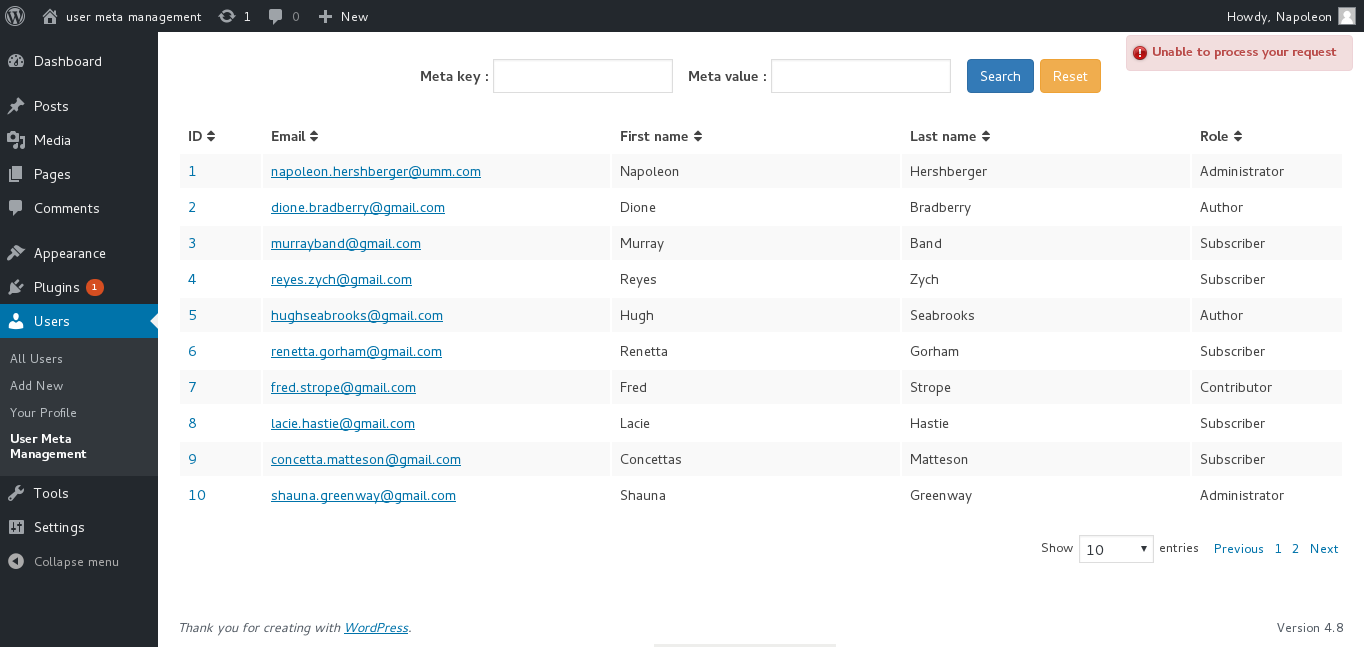 user meta management 1 0 New Howdy, Napoleon
Unable to process your request
Meta key : Meta value : Search Reset
Dashboard
Posts
Media
Pages
Comments
Appearance
Plugins 1
Users
All Users
Add New
Your Profile
User Meta
Management
Tools
Settings
Collapse menu
ID Email First name Last name Role
1 napoleon.hershberger@umm.com Napoleon Hershberger Administrator
2 dione.bradberry@gmail.com Dione Bradberry Author
3 murrayband@gmail.com Murray Band Subscriber
4 reyes.zych@gmail.com Reyes Zych Subscriber
5 hughseabrooks@gmail.com Hugh Seabrooks Author
6 renetta.gorham@gmail.com Renetta Gorham Subscriber
7 fred.strope@gmail.com Fred Strope Contributor
8 lacie.hastie@gmail.com Lacie Hastie Subscriber
9 concetta.matteson@gmail.com Concettas Matteson Subscriber
10 shauna.greenway@gmail.com Shauna Greenway Administrator
Show 10 entries Previous 1 2 Next
Thank you for creating with WordPress. Version 4.8